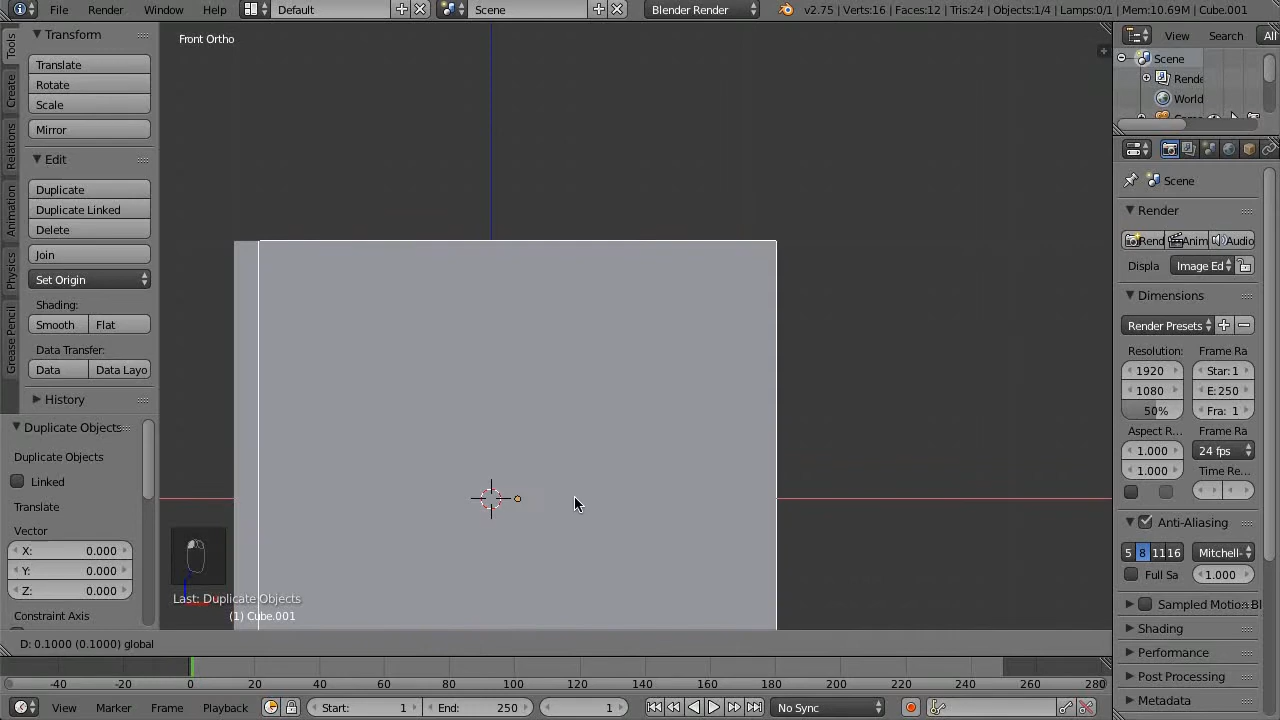 File Render Window Help Default Scene Blender Render v2.75 | Verts:16 | Faces:12 | Tris:24 | Objects:1/4 | Lamps:0/1 | Mem:10.69M | Cube.001
Tools
Create
Relations
Animation
Physics
Grease Pencil
Transform
Translate
Rotate
Scale
Mirror
Edit
Duplicate
Duplicate Linked
Delete
Join
Set Origin
Shading:
Smooth Flat
Data Transfer:
Data Data Layo
History
Duplicate Objects
Duplicate Objects
Linked
Translate
Vector
X: 0.000
Y: 0.000
Z: 0.000
Constraint Axis
Front Ortho
Last: Duplicate Objects
(1) Cube.001
D: 0.1000 (0.1000) global
View Search All
Scene
Rende
World
Scene
Render
Rend Anim Audio
Displa Image Ed
Dimensions
Render Presets
Resolution: Frame Ra
1920 Star:1
1080 E:250
50% Fra: 1
Aspect R... Frame Ra
1.000 24 fps
1.000 Time Re...
Anti-Aliasing
5 8 11 16 Mitchell-
Full Sa 1.000
Sampled Motion Bl
Shading
Performance
Post Processing
Metadata
-40 -20 0 20 40 60 80 100 120 140 160 180 200 220 240 260 280
View Marker Frame Playback Start: 1 End: 250 1 No Sync